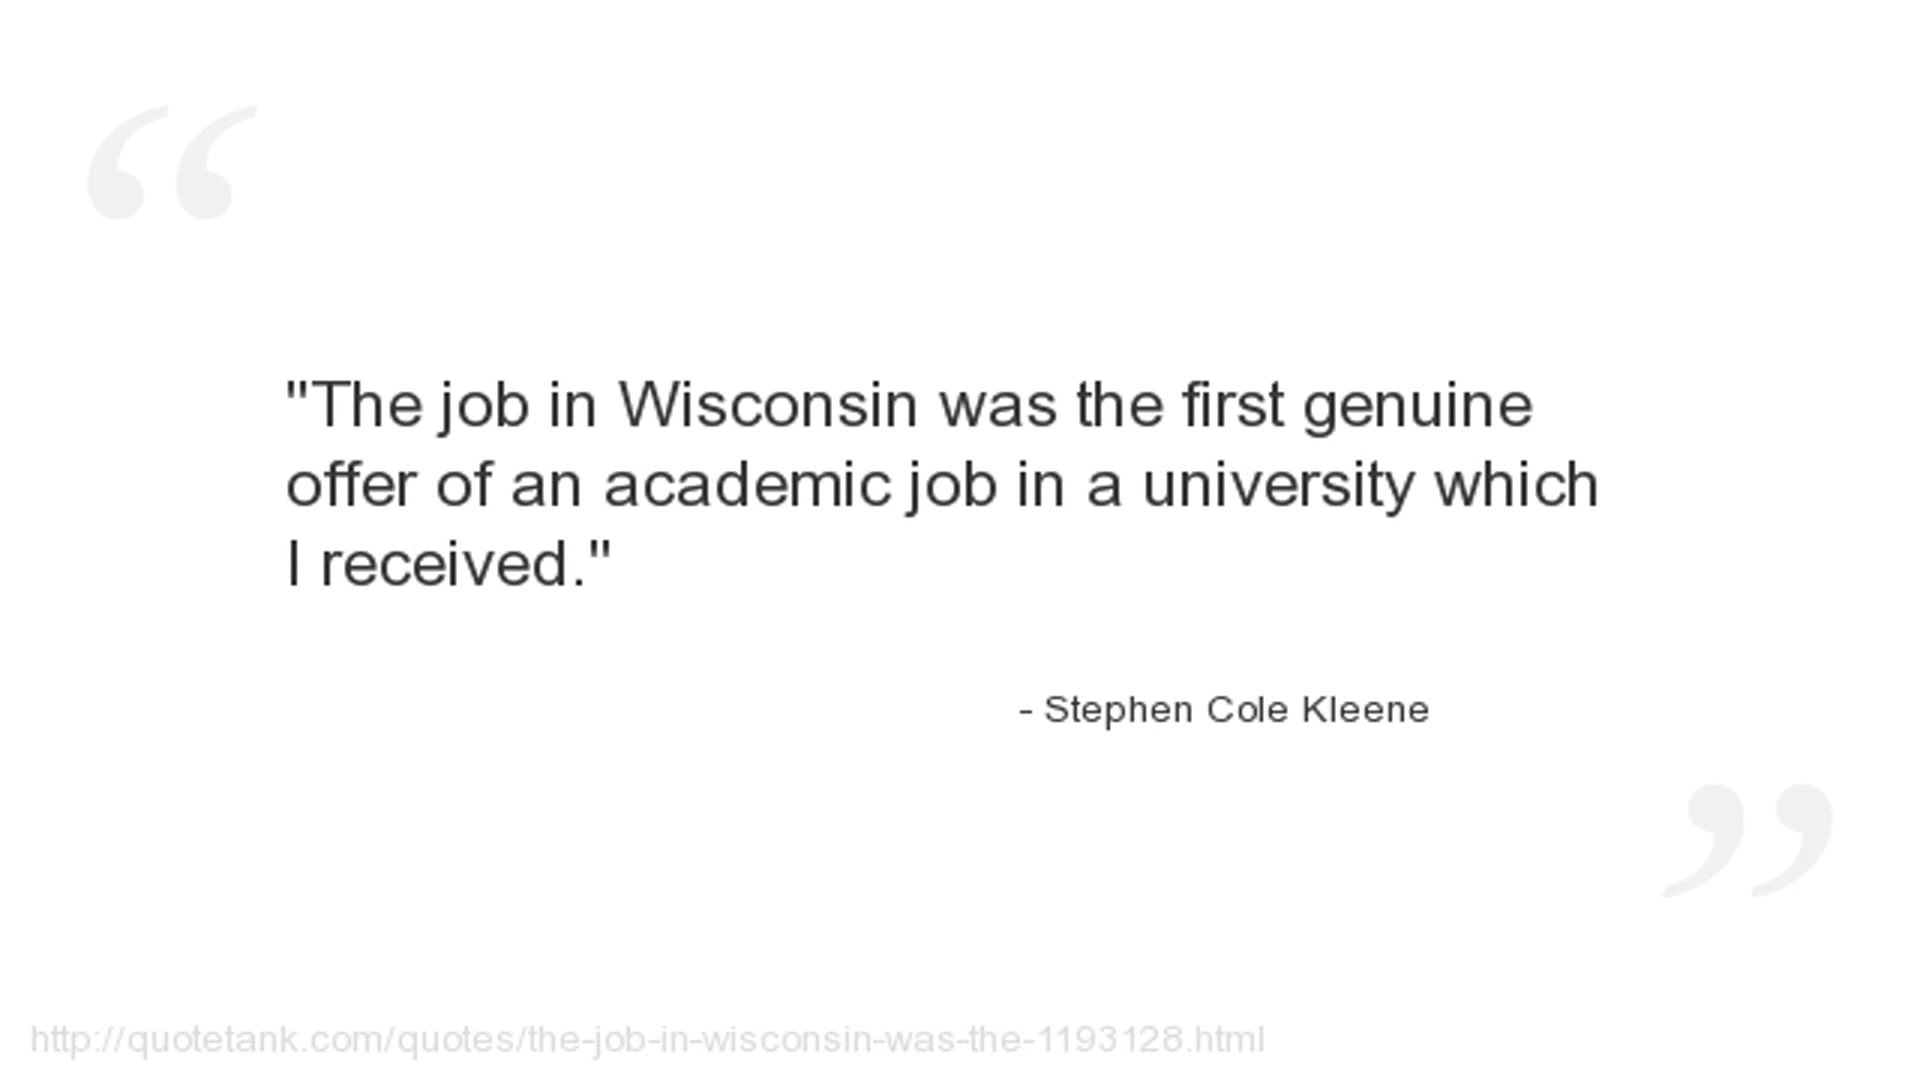 "The job in Wisconsin was the first genuine
offer of an academic job in a university which
I received."
- Stephen Cole Kleene
http://quotetank.com/quotes/the-job-in-wisconsin-was-the-1193128.html